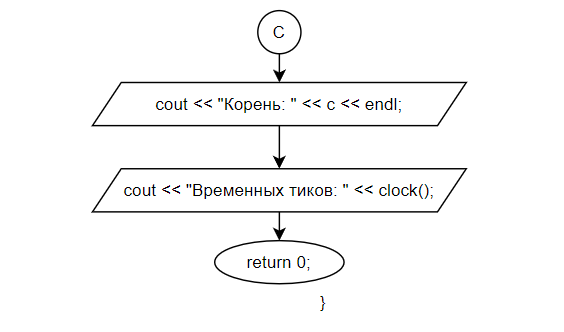 C
cout << "Корень: " << c << endl;
cout << "Временных тиков: " << clock();
return 0;
}